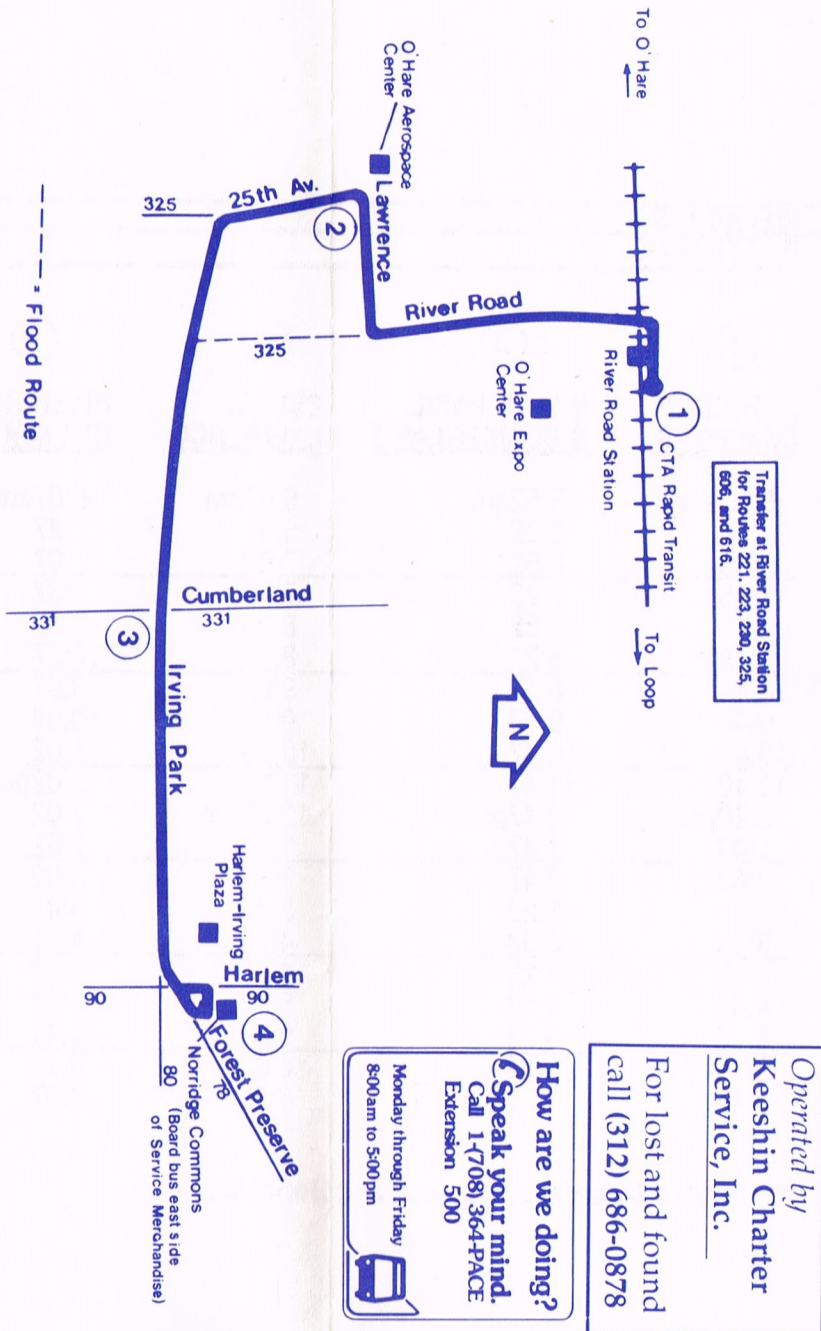 Operated by
Keeshin Charter
Service, Inc.
For lost and found
call (312) 686-0878
How are we doing?
Speak your mind.
Call 1-(708) 364-PACE
Extension 500
Monday through Friday
8:00am to 5:00pm
Transfer at River Road Station
for Routes 221. 223, 230, 325,
606, and 616.
To O'Hare
CTA Rapid Transit
To Loop
1
River Road Station
River Road
O'Hare Expo
Center
N
O'Hare Aerospace
Center
Lawrence
2
25th Av.
325
325
Cumberland
331
331
3
Irving Park
Harlem-Irving
Plaza
Harlem
90
90
4
Forest Preserve
78
Norridge Commons
80
(Board bus east side
of Service Merchandise)
---- = Flood Route